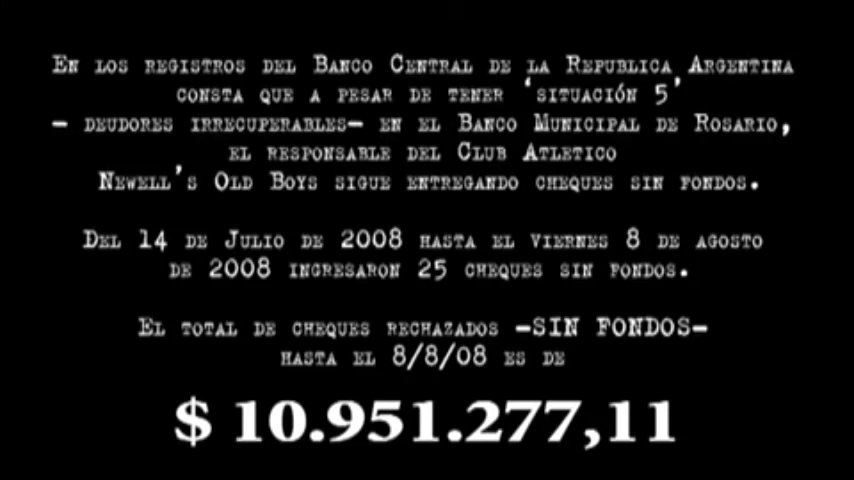 En los registros del Banco Central de la Republica Argentina
consta que a pesar de tener 'situación 5'
– deudores irrecuperables– en el Banco Municipal de Rosario,
el responsable del Club Atletico
Newell's Old Boys sigue entregando cheques sin fondos.
Del 14 de Julio de 2008 hasta el viernes 8 de agosto
de 2008 ingresaron 25 cheques sin fondos.
El total de cheques rechazados –SIN FONDOS–
hasta el 8/8/08 es de
$ 10.951.277,11